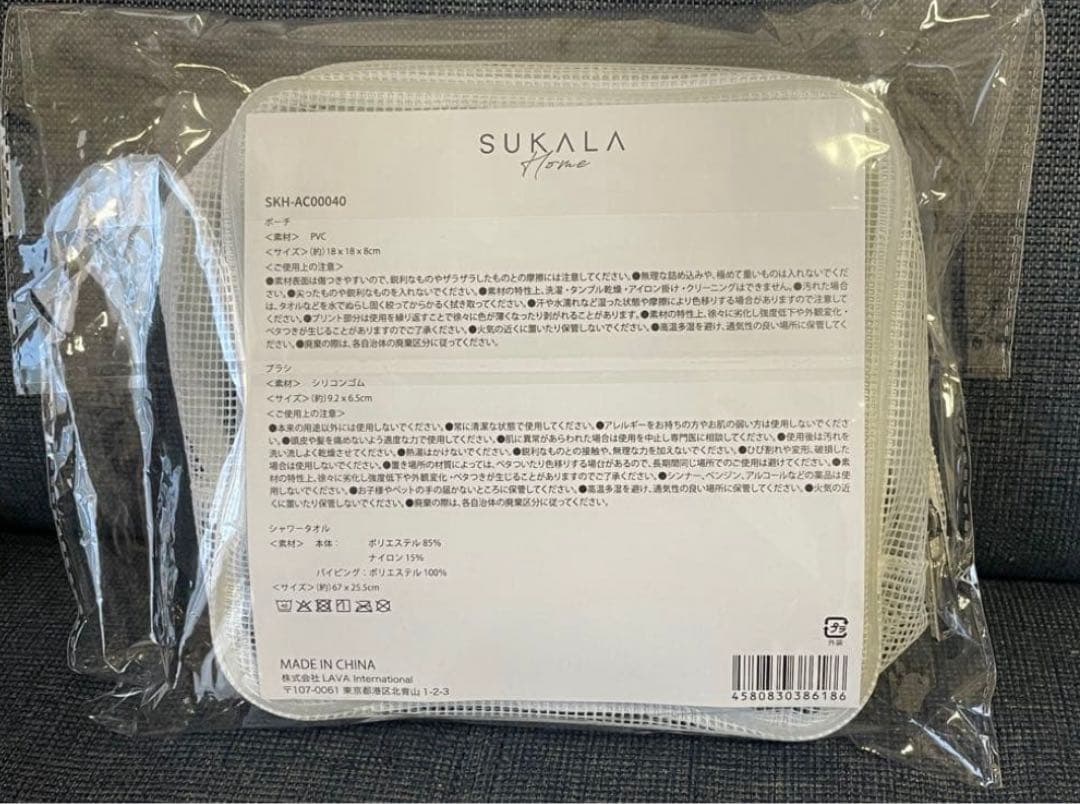 SUKALA
Home
SKH-AC00040
ポーチ
＜素材＞ PVC
＜サイズ＞(約)18 x 18 x 8cm
＜ご使用上の注意＞
●素材表面は傷つきやすいので、鋭利なものやザラザラしたものとの摩擦には注意してください。●無理な詰め込みや、極めて重いものは入れないでくだ
さい。●尖ったものや鋭利なものを入れないでください。●素材の特性上、洗濯・タンブル乾燥・アイロン掛け・クリーニングはできません。●汚れた場合
は、タオルなどを水でぬらし固く絞ってからかるく拭き取ってください。●汗や水濡れなど湿った状態や摩擦により色移りする場合がありますので注意して
ください。●プリント部分は使用を繰り返すことで徐々に色が薄くなったり剥がれることがあります。●素材の特性上、徐々に劣化し強度低下や外観変化・
ベタつきが生じることがありますのでご了承ください。●火気の近くに置いたり保管しないでください。●高温多湿を避け、通気性の良い場所に保管してく
ださい。●廃棄の際は、各自治体の廃棄区分に従ってください。
ブラシ
＜素材＞ シリコンゴム
＜サイズ＞(約)9.2 x 6.5cm
＜ご使用上の注意＞
●本来の用途以外には使用しないでください。●常に清潔な状態で使用してください。●アレルギーをお持ちの方やお肌の弱い方は使用しないでくださ
い。●頭皮や髪を痛めないよう適度な力で使用してください。●肌に異常があらわれた場合は使用を中止し専門医に相談してください。●使用後は汚れを
洗い流しよく乾燥させてください。●熱湯はかけないでください。●鋭利なものとの接触や、無理な力を加えないでください。●ひび割れや変形、破損した
場合は使用しないでください。●置き場所の材質によっては、ベタついたり色移りする場合があるので、長期間同じ場所でのご使用は避けてください。●素
材の特性上、徐々に劣化し強度低下や外観変化・ベタつきが生じることがありますのでご了承ください。●シンナー、ベンジン、アルコールなどの薬品は使
用しないでください。●お子様やペットの手の届かないところに保管してください。●高温多湿を避け、通気性の良い場所に保管してください。●火気の近
くに置いたり保管しないでください。●廃棄の際は、各自治体の廃棄区分に従ってください。
シャワータオル
＜素材＞ 本体： ポリエステル 85%
ナイロン 15%
パイピング：ポリエステル 100%
＜サイズ＞(約)67 x 25.5cm
MADE IN CHINA
株式会社 LAVA International
〒107-0061 東京都港区北青山 1-2-3
プラ
外装
4580830386186